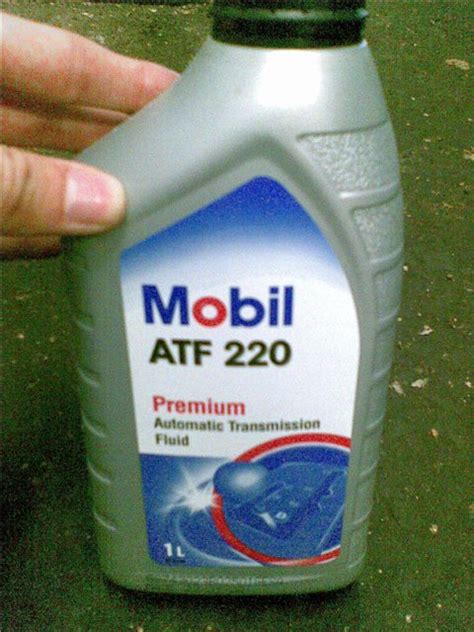 Mobil
ATF 220
Premium
Automatic Transmission
Fluid
1L